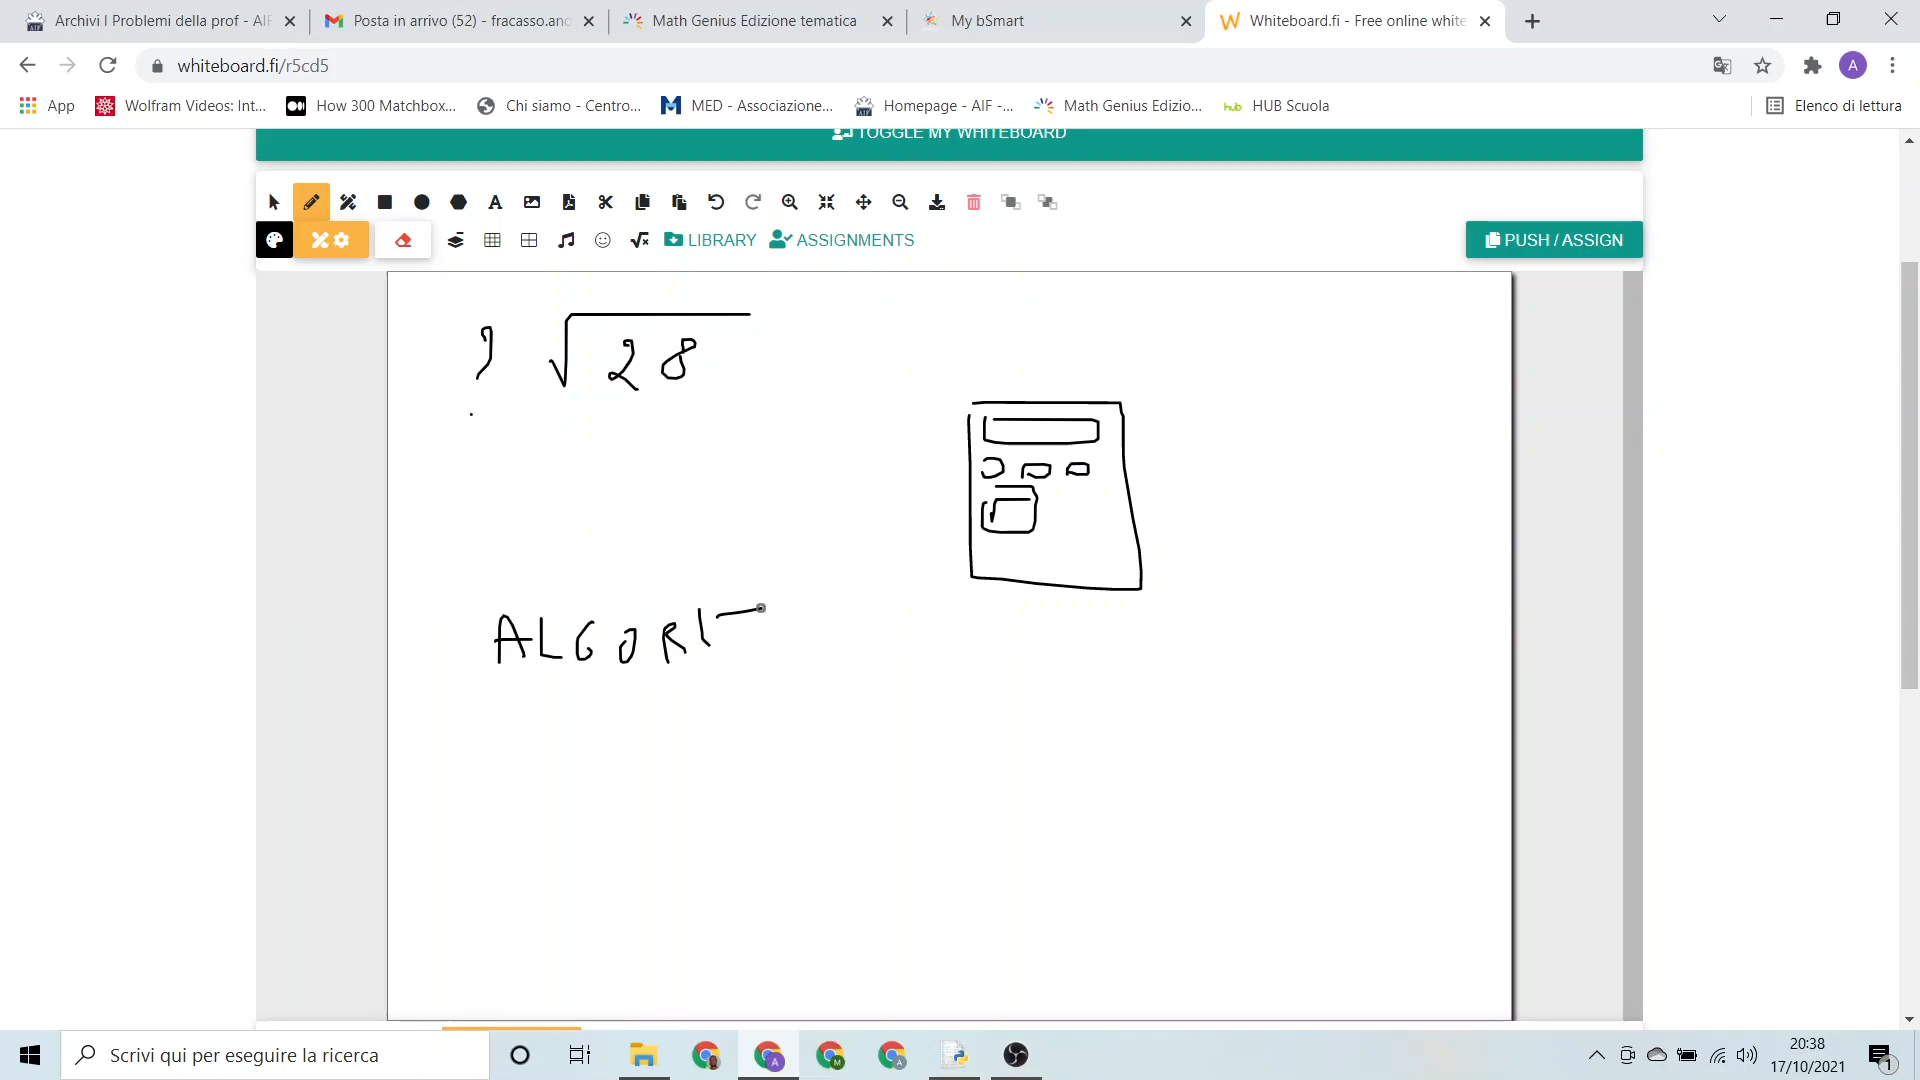 Archivi I Problemi della prof - AIF
Posta in arrivo (52) - fracasso.and
Math Genius Edizione tematica
My bSmart
Whiteboard.fi - Free online white
whiteboard.fi/r5cd5
A
App
Wolfram Videos: Int...
How 300 Matchbox...
Chi siamo - Centro...
MED - Associazione...
Homepage - AIF -...
Math Genius Edizio...
hub HUB Scuola
Elenco di lettura
TOGGLE MY WHITEBOARD
LIBRARY
ASSIGNMENTS
PUSH / ASSIGN
? √28
√
ALGORI
Scrivi qui per eseguire la ricerca
20:38
17/10/2021
1